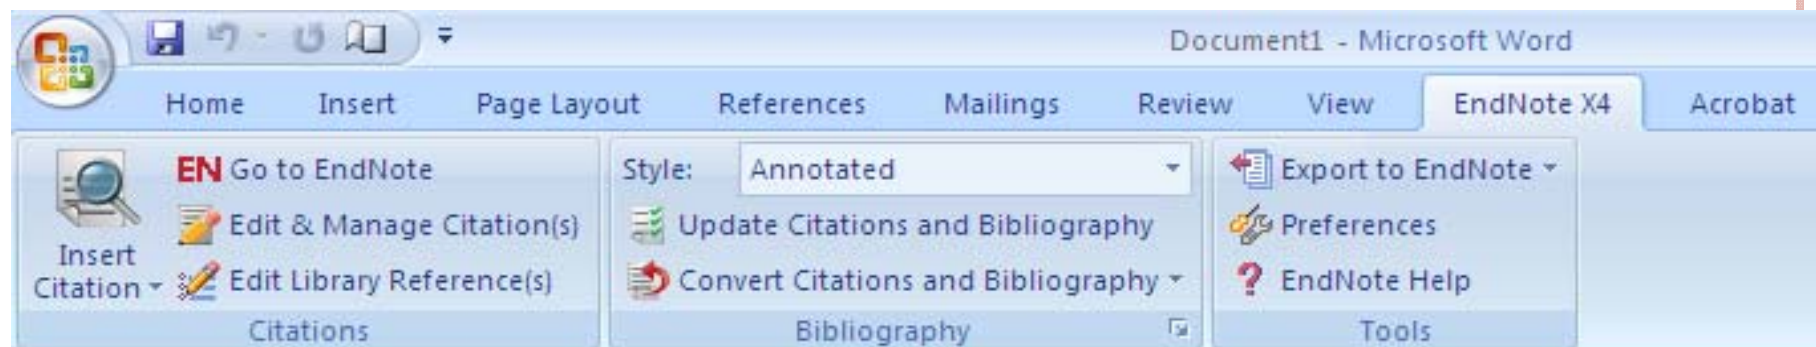 Document1 - Microsoft Word
Home Insert Page Layout References Mailings Review View EndNote X4 Acrobat
Insert
Citation
EN Go to EndNote
Edit & Manage Citation(s)
Edit Library Reference(s)
Citations
Style: Annotated
Update Citations and Bibliography
Convert Citations and Bibliography
Bibliography
Export to EndNote
Preferences
? EndNote Help
Tools